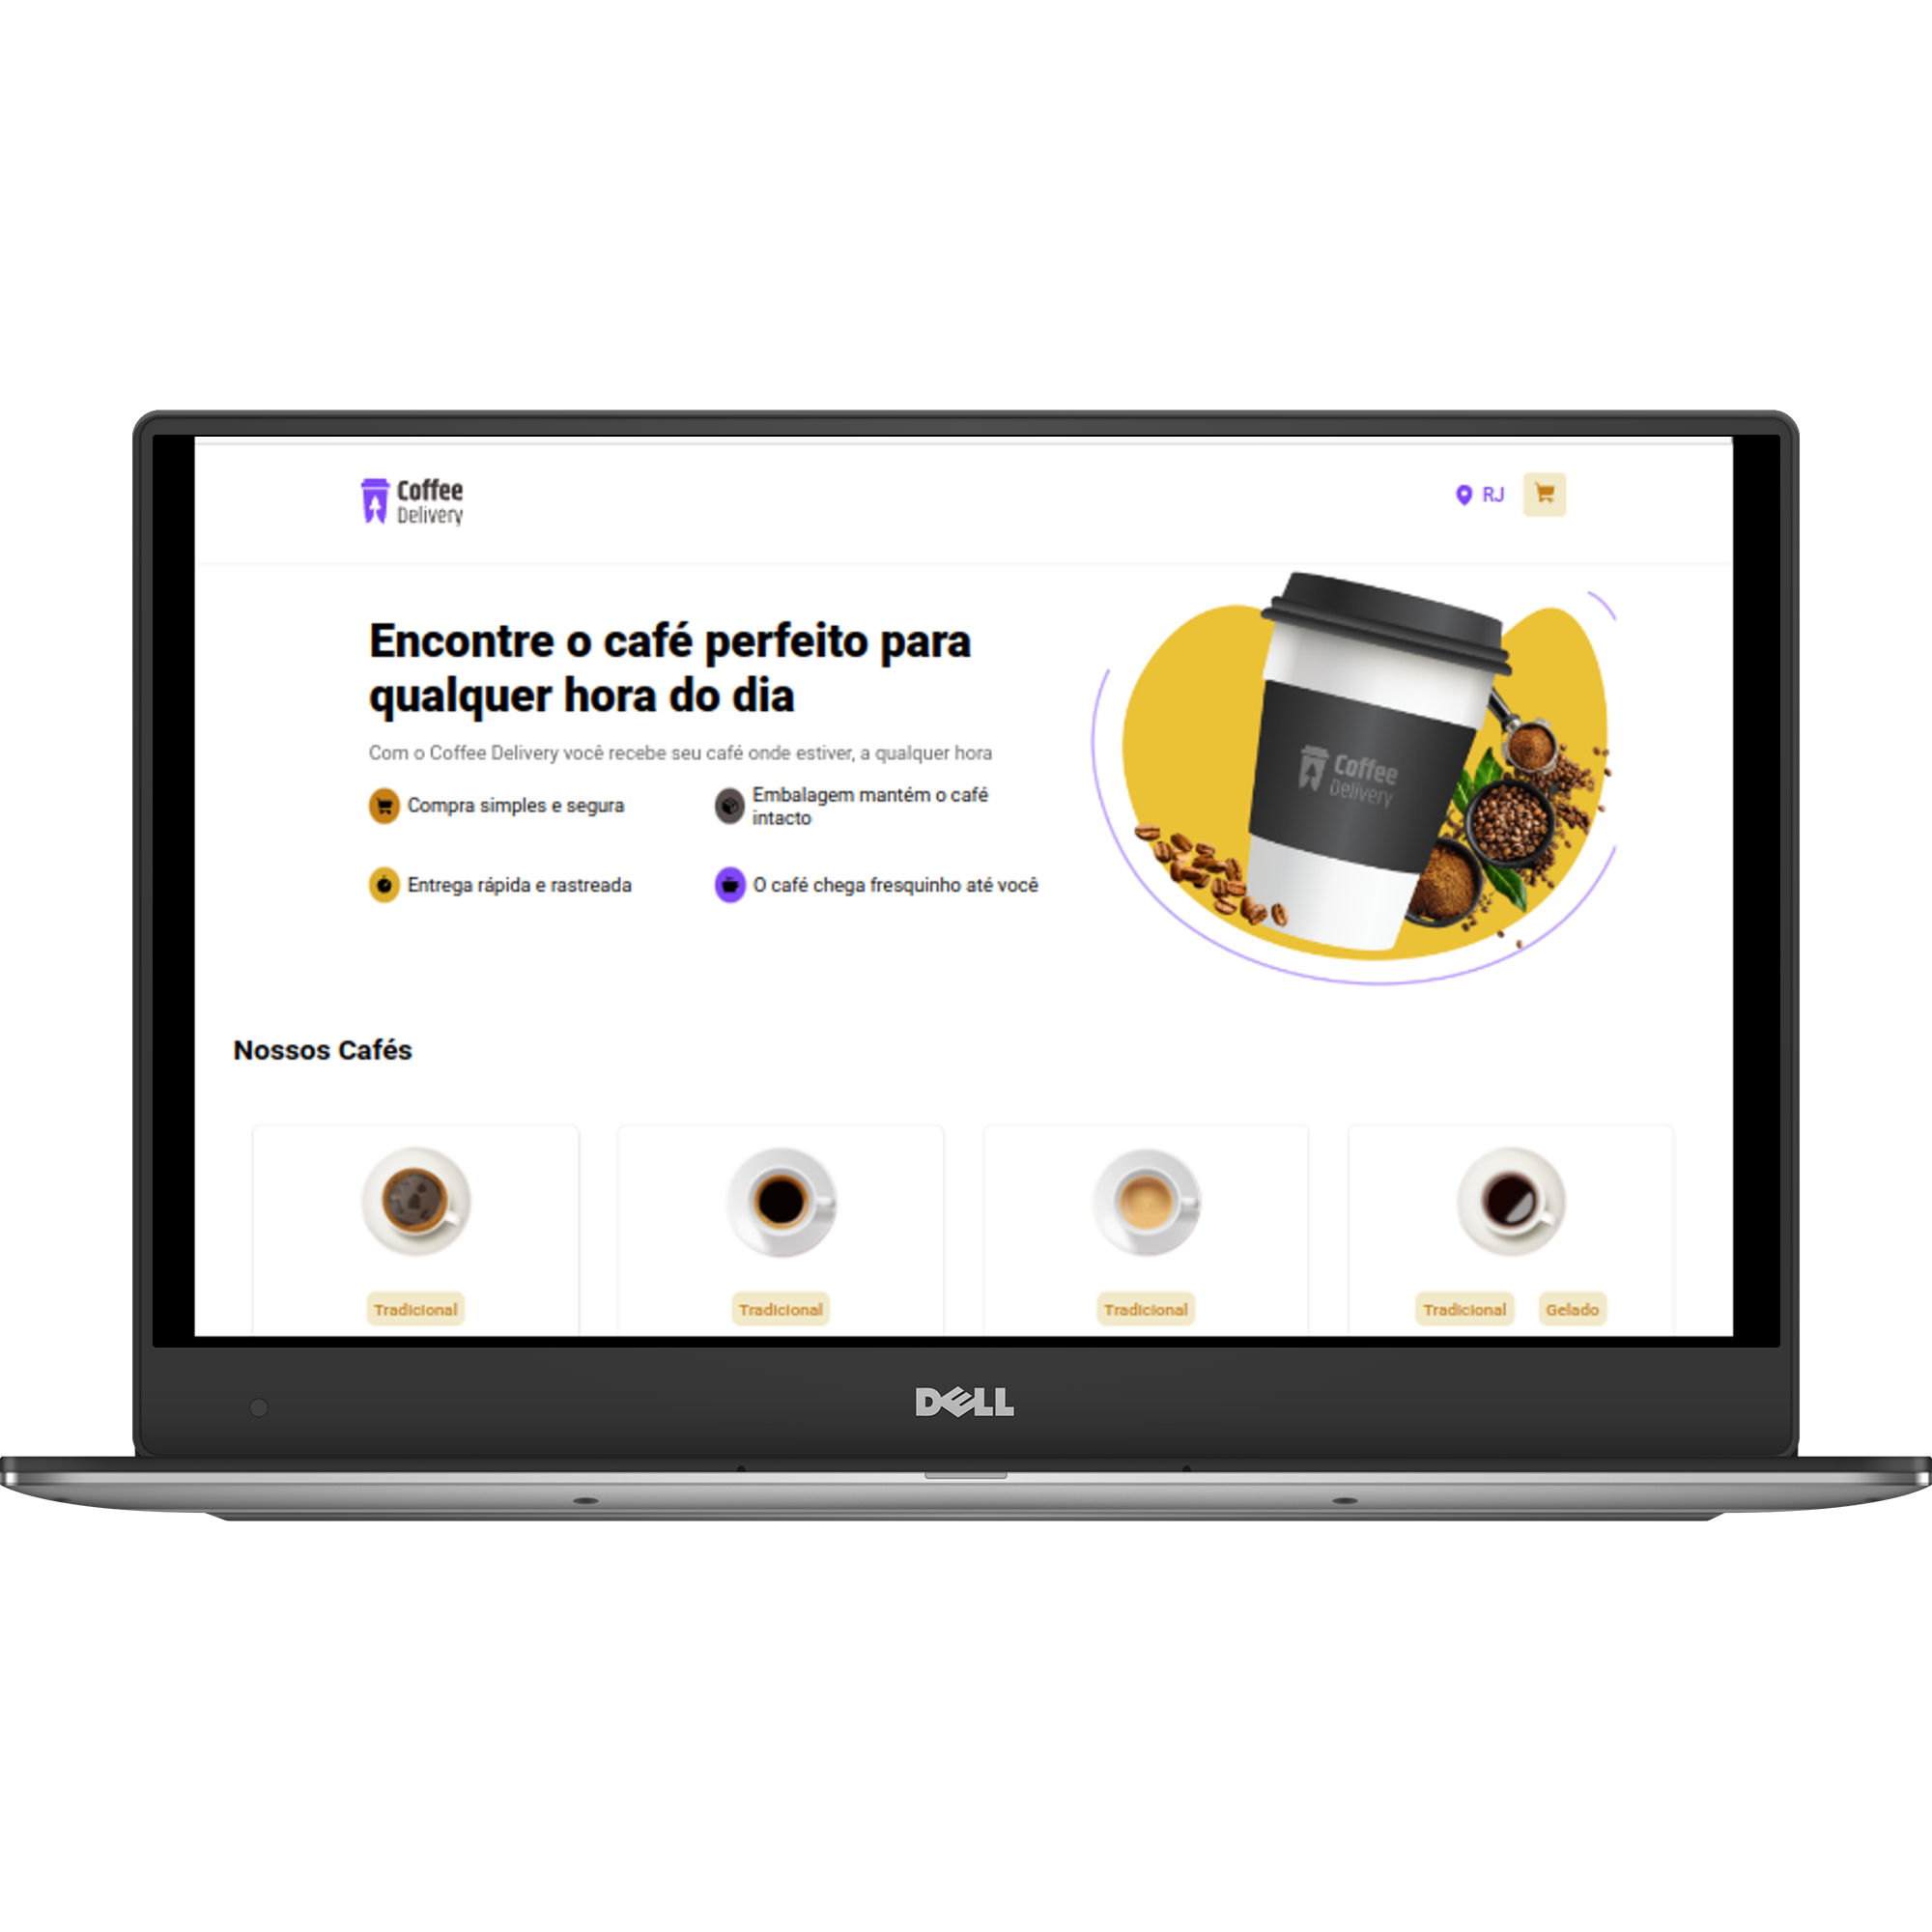 Coffee
Delivery
RJ
Encontre o café perfeito para
qualquer hora do dia
Com o Coffee Delivery você recebe seu café onde estiver, a qualquer hora
Compra simples e segura
Embalagem mantém o café
intacto
Entrega rápida e rastreada
O café chega fresquinho até você
Coffee
Delivery
Nossos Cafés
Tradicional
Tradicional
Tradicional
Tradicional
Gelado
DELL